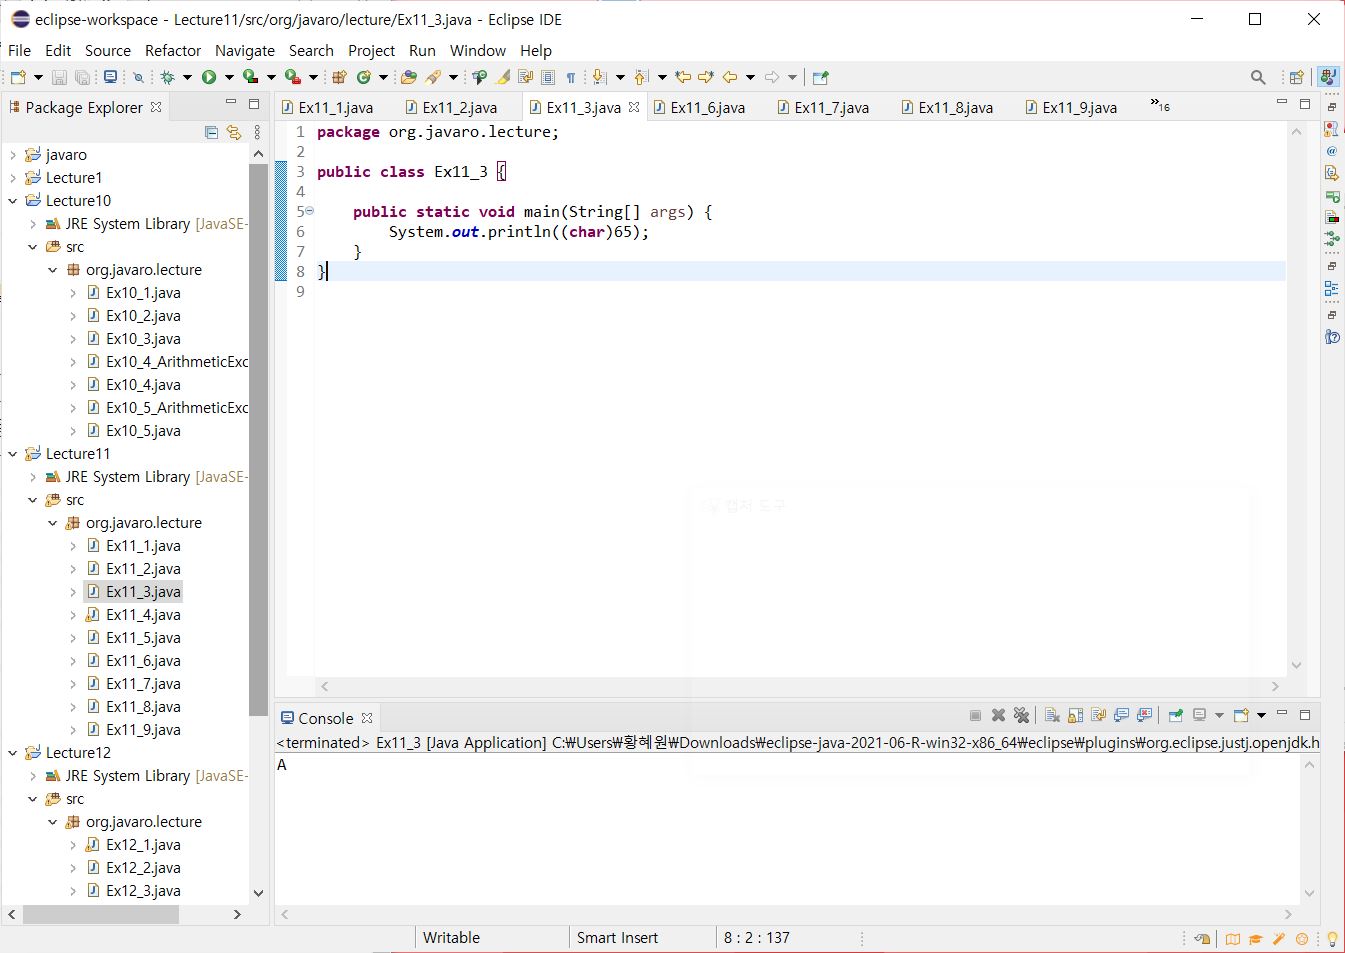 eclipse-workspace - Lecture11/src/org/javaro/lecture/Ex11_3.java - Eclipse IDE
File Edit Source Refactor Navigate Search Project Run Window Help
Package Explorer
javaro
Lecture1
Lecture10
JRE System Library [JavaSE-
src
org.javaro.lecture
Ex10_1.java
Ex10_2.java
Ex10_3.java
Ex10_4_ArithmeticExc
Ex10_4.java
Ex10_5_ArithmeticExc
Ex10_5.java
Lecture11
JRE System Library [JavaSE-
src
org.javaro.lecture
Ex11_1.java
Ex11_2.java
Ex11_3.java
Ex11_4.java
Ex11_5.java
Ex11_6.java
Ex11_7.java
Ex11_8.java
Ex11_9.java
Lecture12
JRE System Library [JavaSE-
src
org.javaro.lecture
Ex12_1.java
Ex12_2.java
Ex12_3.java
Ex11_1.java Ex11_2.java Ex11_3.java Ex11_6.java Ex11_7.java Ex11_8.java Ex11_9.java »16
1 package org.javaro.lecture;
2
3 public class Ex11_3 {
4
5 public static void main(String[] args) {
6 System.out.println((char)65);
7 }
8 }
9
캡처 도구
Console
<terminated> Ex11_3 [Java Application] C:₩Users₩황혜원₩Downloads₩eclipse-java-2021-06-R-win32-x86_64₩eclipse₩plugins₩org.eclipse.justj.openjdk.h
A
Writable Smart Insert 8 : 2 : 137